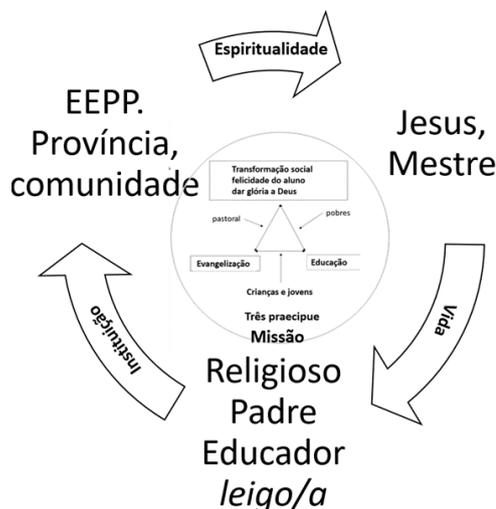 Espiritualidade
EEPP.
Província,
comunidade
Jesus,
Mestre
Transformação social
felicidade do aluno
dar glória a Deus
pastoral
pobres
Evangelização
Educação
Crianças e jovens
Três praecipue
Missão
Instituição
Vida
Religioso
Padre
Educador
leigo/a